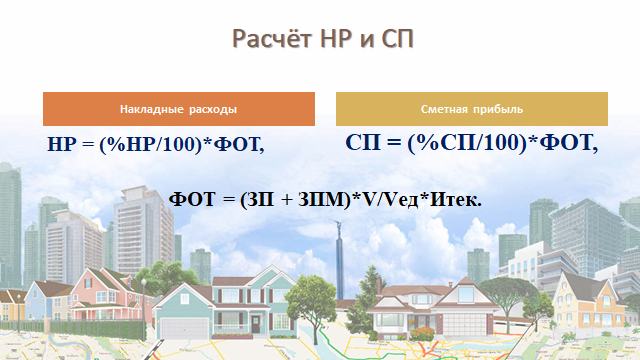 Расчёт НР и СП
Накладные расходы
Сметная прибыль
НР = (%НР/100)*ФОТ,
СП = (%СП/100)*ФОТ,
ФОТ = (ЗП + ЗПМ)*V/Vед*Итек.